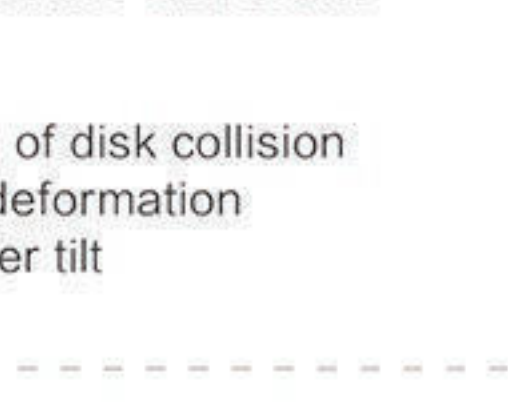 of disk collision
deformation
er tilt